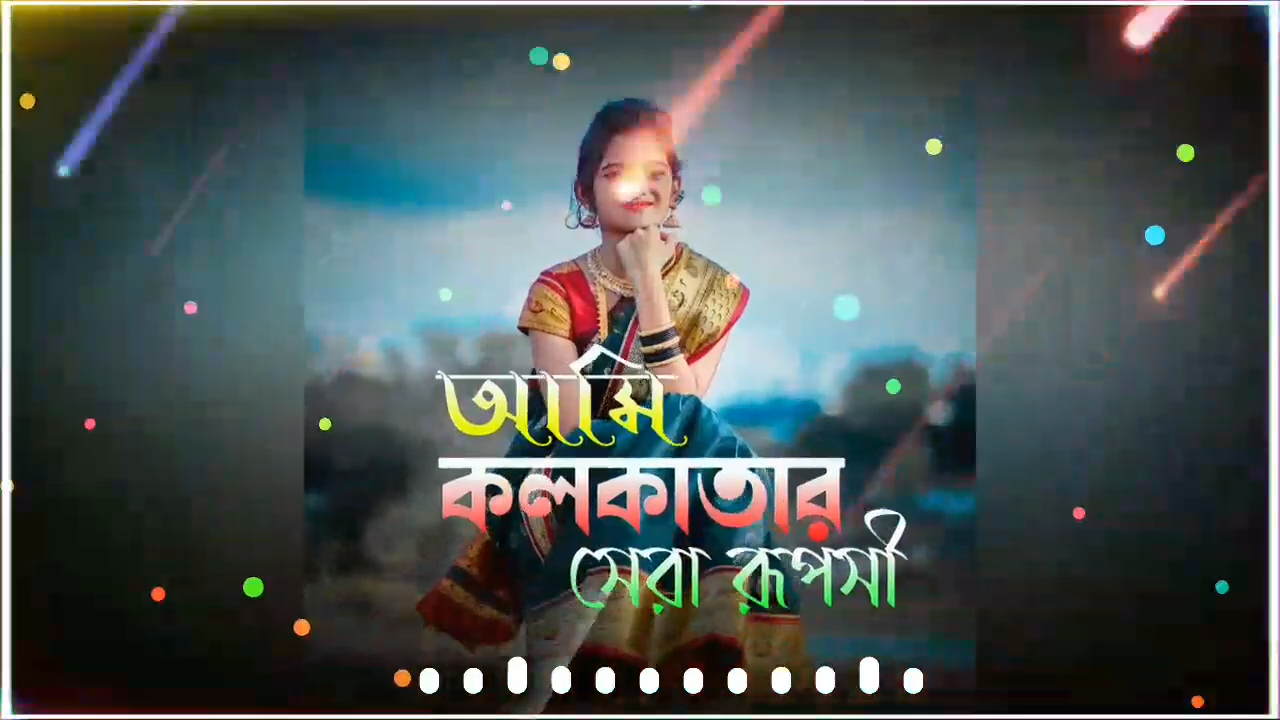 আমি
কলকাতার
সেরা রূপসী